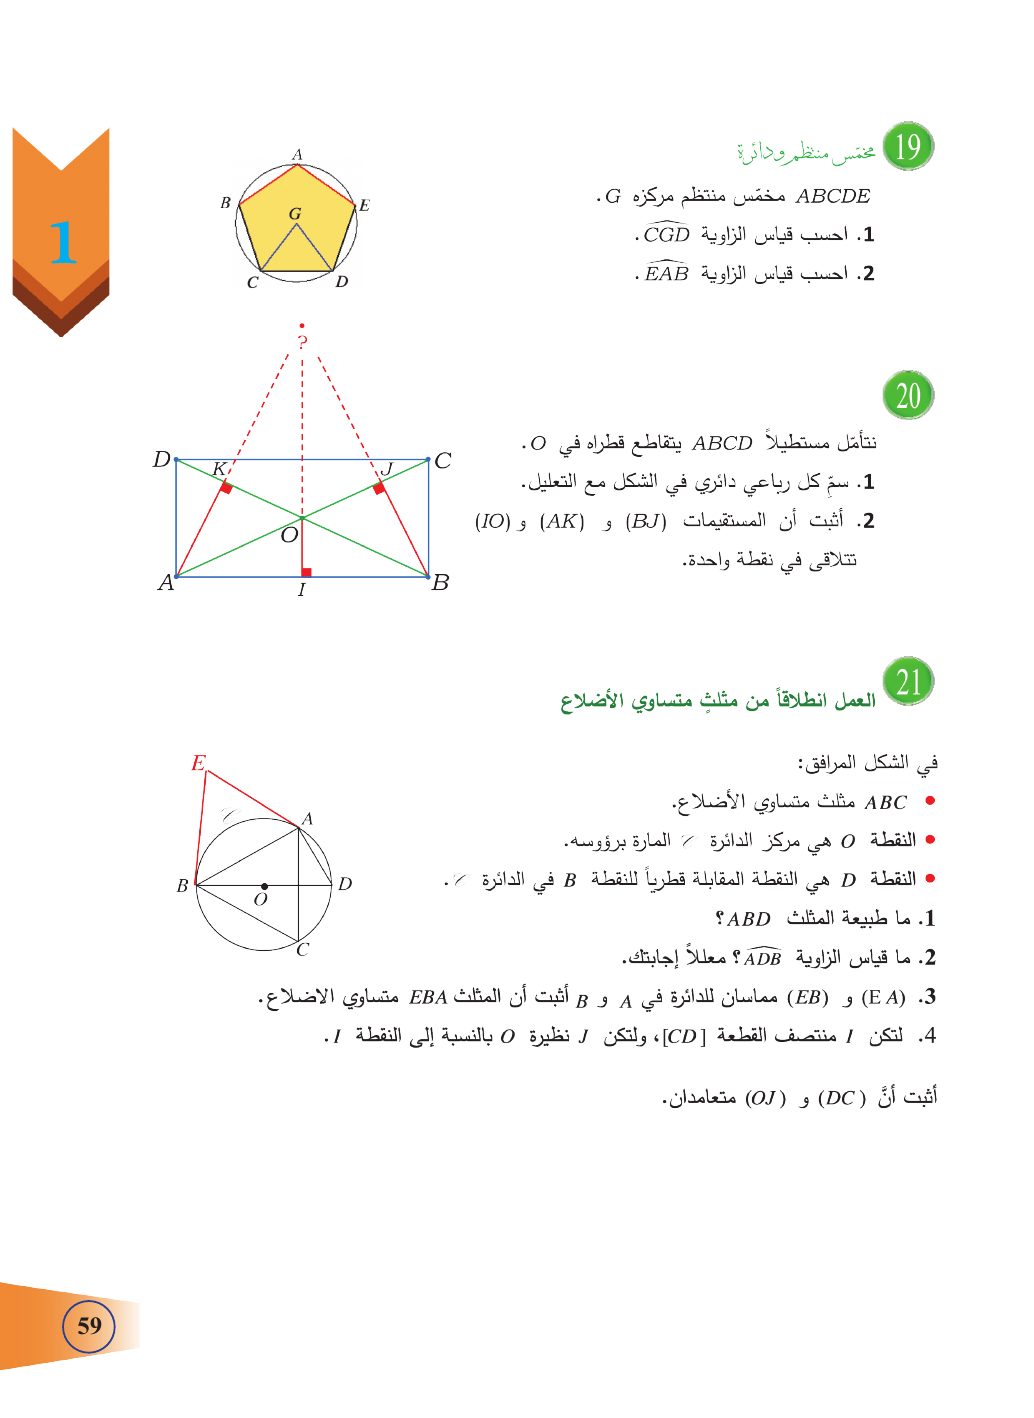 1
19
مخمّس منتظم ودائرة
ABCDE مخمّس منتظم مركزه G .
1. احسب قياس الزاوية CGD .
2. احسب قياس الزاوية EAB .
A
B
E
G
C
D
20
نتأمّل مستطيلاً ABCD يتقاطع قطراه في O .
1. سمِّ كل رباعي دائري في الشكل مع التعليل.
2. أثبت أن المستقيمات (BJ) و (AK) و (IO)
تتلاقى في نقطة واحدة.
?
D
K
J
C
O
A
I
B
21
العمل انطلاقاً من مثلثٍ متساوي الأضلاع
في الشكل المرافق:
• ABC مثلث متساوي الأضلاع.
• النقطة O هي مركز الدائرة 𝒞 المارة برؤوسه.
• النقطة D هي النقطة المقابلة قطرياً للنقطة B في الدائرة 𝒞 .
1. ما طبيعة المثلث ABD ؟
2. ما قياس الزاوية ADB ؟ معللاً إجابتك.
3. (E A) و (EB) مماسان للدائرة في A و B أثبت أن المثلث EBA متساوي الاضلاع.
4. لتكن I منتصف القطعة [CD]، ولتكن J نظيرة O بالنسبة إلى النقطة I .
أثبت أنَّ (DC) و (OJ) متعامدان.
E
𝒞
A
B
O
D
C
59